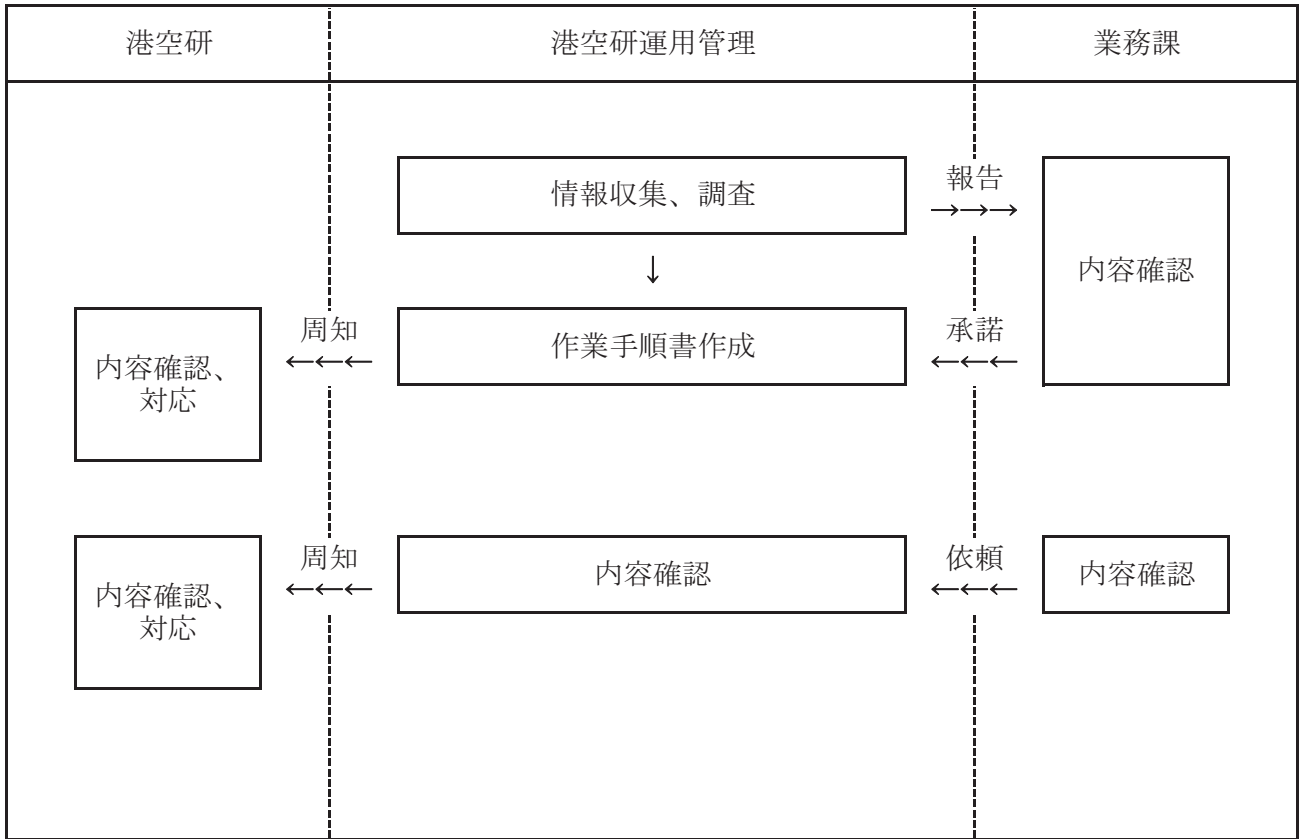 港空研
港空研運用管理
業務課
情報収集、調査
報告
→→→
内容確認
↓
周知
←←←
作業手順書作成
承諾
←←←
内容確認、
対応
周知
←←←
内容確認
依頼
←←←
内容確認
内容確認、
対応